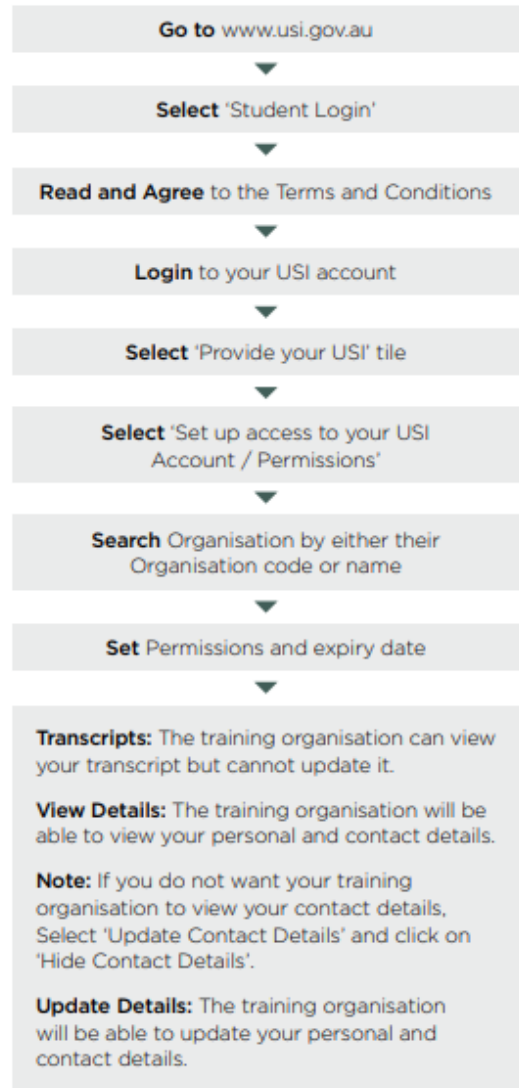 Go to www.usi.gov.au
Select ‘Student Login’
Read and Agree to the Terms and Conditions
Login to your USI account
Select ‘Provide your USI’ tile
Select ‘Set up access to your USI
Account / Permissions’
Search Organisation by either their
Organisation code or name
Set Permissions and expiry date
Transcripts: The training organisation can view
your transcript but cannot update it.
View Details: The training organisation will be
able to view your personal and contact details.
Note: If you do not want your training
organisation to view your contact details,
Select ‘Update Contact Details’ and click on
‘Hide Contact Details’.
Update Details: The training organisation
will be able to update your personal and
contact details.